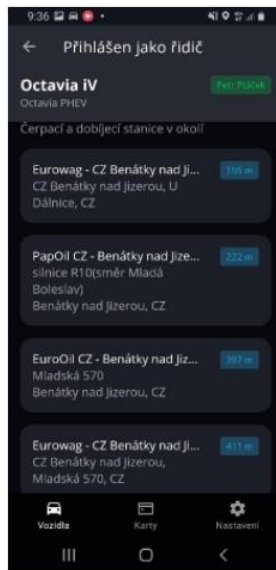 9:36
Přihlášen jako řidič
Octavia iV
Petr Ptáček
Octavia PHEV
Čerpací a dobíjecí stanice v okolí
Eurowag - CZ Benátky nad Ji...
195 m
CZ Benátky nad Jizerou, U
Dálnice, CZ
PapOil CZ - Benátky nad Jize...
222 m
silnice R10(směr Mladá
Boleslav)
Benátky nad Jizerou, CZ
EuroOil CZ - Benátky nad Jiz...
397 m
Mladská 570
Benátky nad Jizerou, CZ
Eurowag - CZ Benátky nad Ji...
411 m
CZ Benátky nad Jizerou,
Mladská 570, CZ
Vozidla
Karty
Nastavení